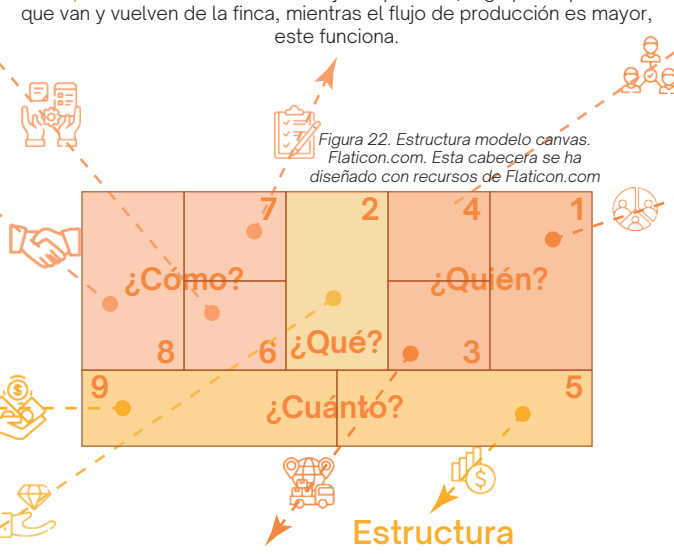 que van y vuelven de la finca, mientras el flujo de producción es mayor,
este funciona.
Figura 22. Estructura modelo canvas.
Flaticon.com. Esta cabecera se ha
diseñado con recursos de Flaticon.com
7
2
4
1
¿Cómo?
¿Quién?
8
6
¿Qué?
3
9
¿Cuánto?
5
Estructura